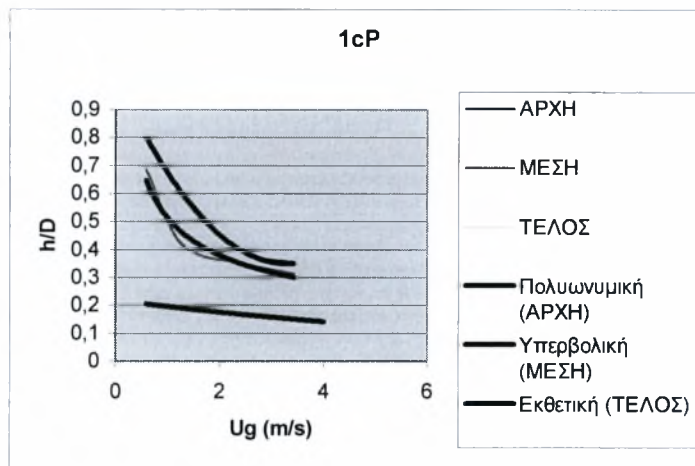 1cP
h/D
0,9
0,8
0,7
0,6
0,5
0,4
0,3
0,2
0,1
0
0 2 4 6
Ug (m/s)
ΑΡΧΗ
ΜΕΣΗ
ΤΕΛΟΣ
Πολυωνυμική
(ΑΡΧΗ)
Υπερβολική
(ΜΕΣΗ)
Εκθετική (ΤΕΛΟΣ)